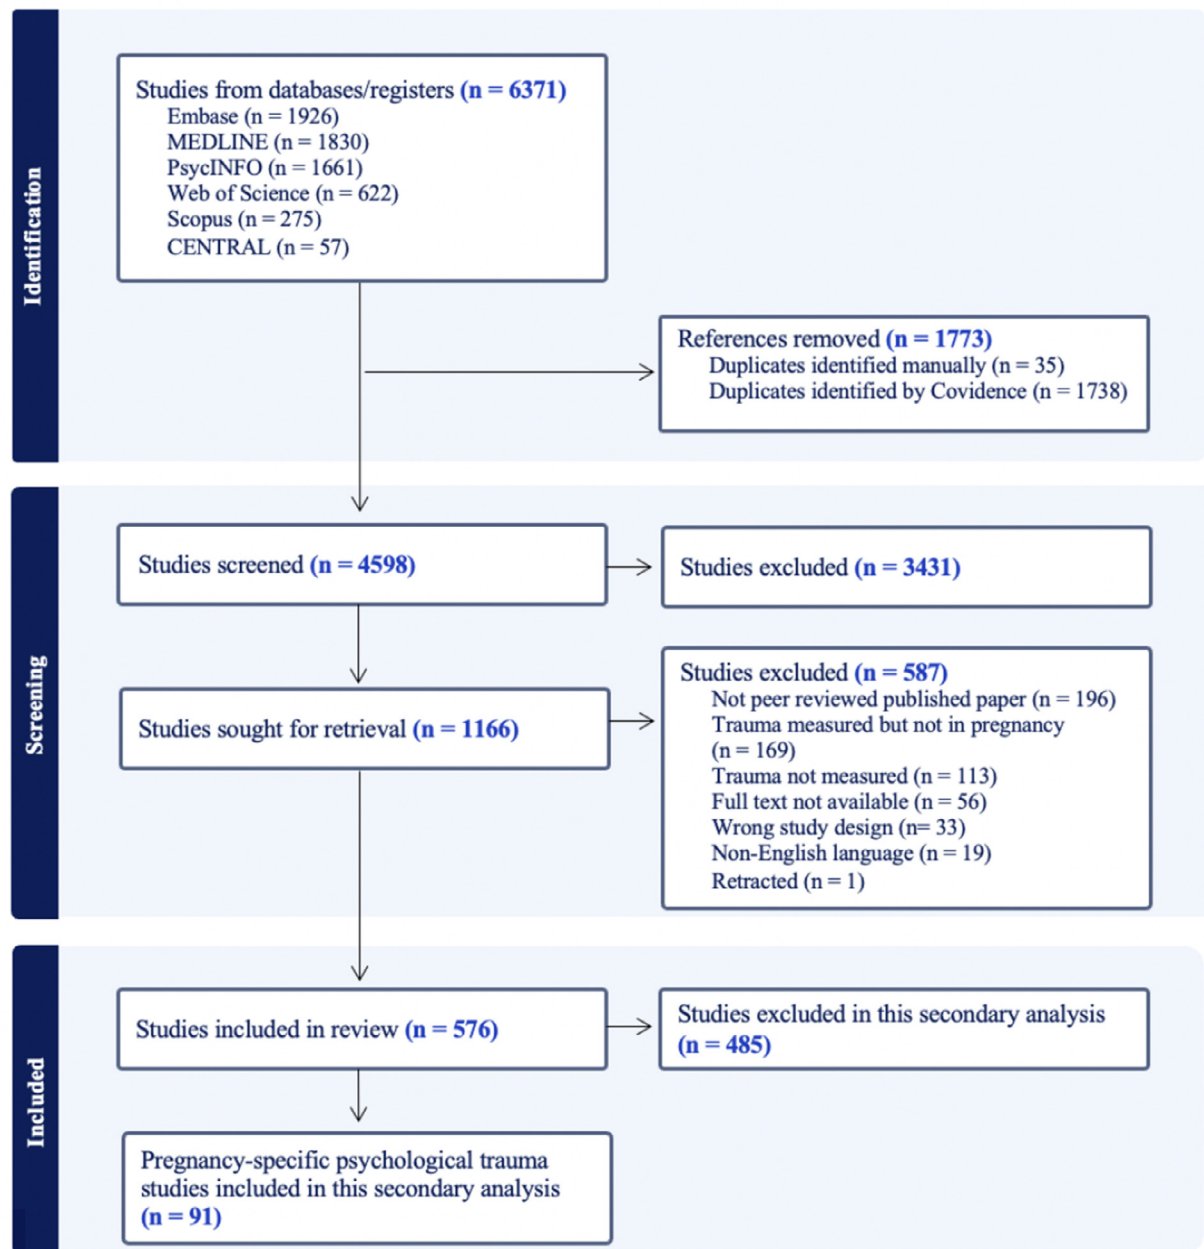 Identification
Studies from databases/registers (n = 6371)
Embase (n = 1926)
MEDLINE (n = 1830)
PsycINFO (n = 1661)
Web of Science (n = 622)
Scopus (n = 275)
CENTRAL (n = 57)
References removed (n = 1773)
Duplicates identified manually (n = 35)
Duplicates identified by Covidence (n = 1738)
Screening
Studies screened (n = 4598)
Studies excluded (n = 3431)
Studies sought for retrieval (n = 1166)
Studies excluded (n = 587)
Not peer reviewed published paper (n = 196)
Trauma measured but not in pregnancy
(n = 169)
Trauma not measured (n = 113)
Full text not available (n = 56)
Wrong study design (n= 33)
Non-English language (n = 19)
Retracted (n = 1)
Included
Studies included in review (n = 576)
Studies excluded in this secondary analysis
(n = 485)
Pregnancy-specific psychological trauma
studies included in this secondary analysis
(n = 91)